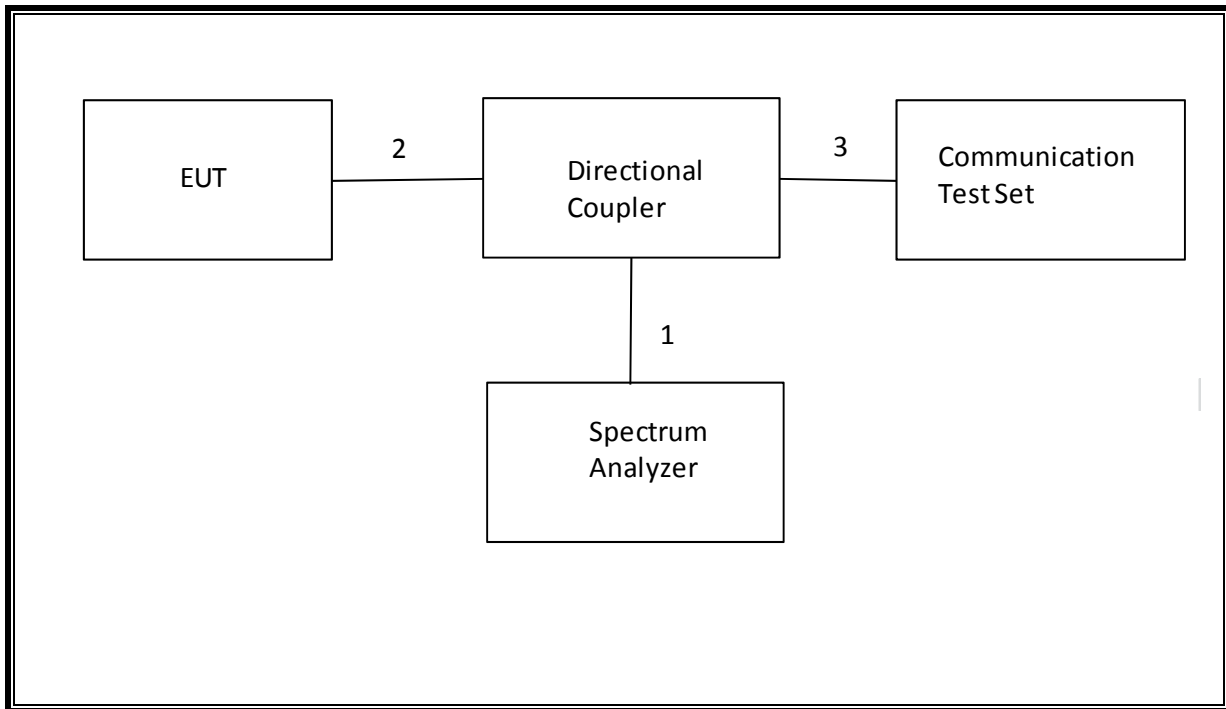 EUT
2
Directional
Coupler
3
Communication
Test Set
1
Spectrum
Analyzer